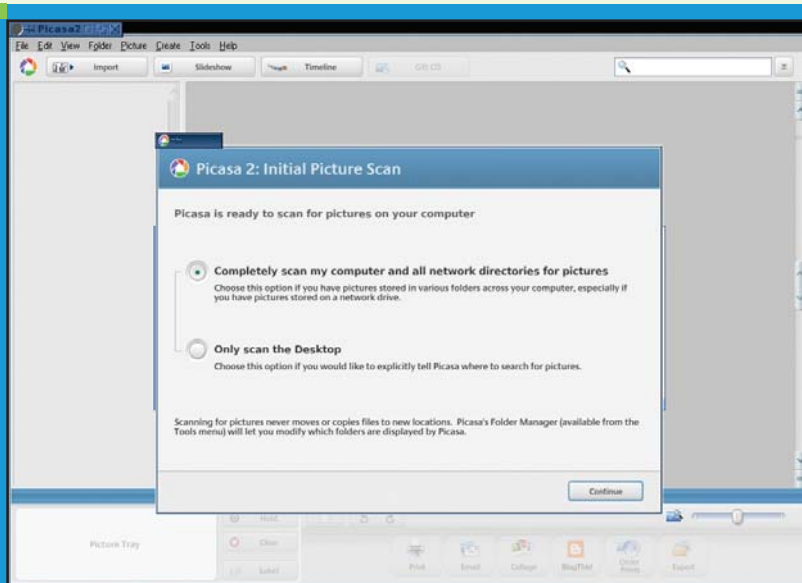 Picasa2
File Edit View Folder Picture Create Tools Help
Import Slideshow Timeline Gift CD
Picasa 2: Initial Picture Scan
Picasa is ready to scan for pictures on your computer
Completely scan my computer and all network directories for pictures
Choose this option if you have pictures stored in various folders across your computer, especially if
you have pictures stored on a network drive.
Only scan the Desktop
Choose this option if you would like to explicitly tell Picasa where to search for pictures.
Scanning for pictures never moves or copies files to new locations. Picasa's Folder Manager (available from the
Tools menu) will let you modify which folders are displayed by Picasa.
Continue
Hold
Picture Tray Clear
Label
Print Email Collage BlogThis! Order Prints Export